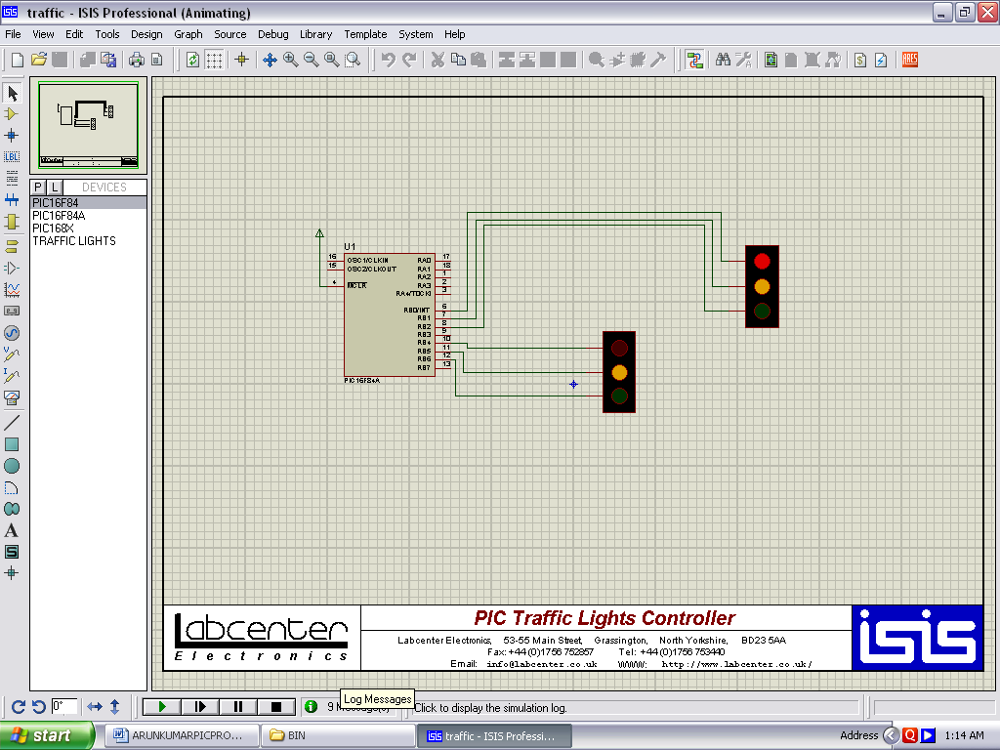 traffic - ISIS Professional (Animating)
File View Edit Tools Design Graph Source Debug Library Template System Help
ARES
LBL
P L DEVICES
PIC16F84
PIC16F84A
PIC168X
TRAFFIC LIGHTS
U1
16 OSC1/CLKIN RA0 17
15 OSC2/CLKOUT RA1 18
RA2 1
4 MCLR RA3 2
RA4/TOCKI 3
RB0/INT 6
RB1 7
RB2 8
RB3 9
RB4 10
RB5 11
RB6 12
RB7 13
PIC16F84A
Labcenter
Electronics
PIC Traffic Lights Controller
Labcenter Electronics, 53-55 Main Street, Grassington, North Yorkshire, BD23 5AA
Fax: +44 (0)1756 752857 Tel: +44 (0)1756 753440
Email: info@labcenter.co.uk WWW: http://www.labcenter.co.uk/
isis
0°
Log Messages
Click to display the simulation log.
start
ARUNKUMARPICPRO...
BIN
traffic - ISIS Professi...
Address
1:14 AM